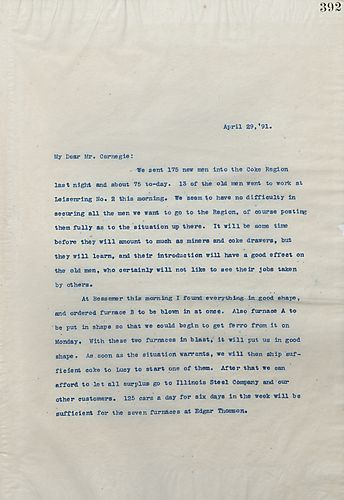 392
April 29,'91.
My Dear Mr. Carnegie:
We sent 175 new men into the Coke Region
last night and about 75 to-day. 13 of the old men went to work at
Leisenring No. 2 this morning. We seem to have no difficulty in
securing all the men we want to go to the Region, of course posting
them fully as to the situation up there. It will be some time
before they will amount to much as miners and coke drawers, but
they will learn, and their introduction will have a good effect on
the old men, who certainly will not like to see their jobs taken
by others.
At Bessemer this morning I found everything in good shape,
and ordered furnace B to be blown in at once. Also furnace A to
be put in shape so that we could begin to get ferro from it on
Monday. With these two furnaces in blast, it will put us in good
shape. As soon as the situation warrants, we will then ship suf-
ficient coke to Lucy to start one of them. After that we can
afford to let all surplus go to Illinois Steel Company and our
other customers. 125 cars a day for six days in the week will be
sufficient for the seven furnaces at Edgar Thomson.